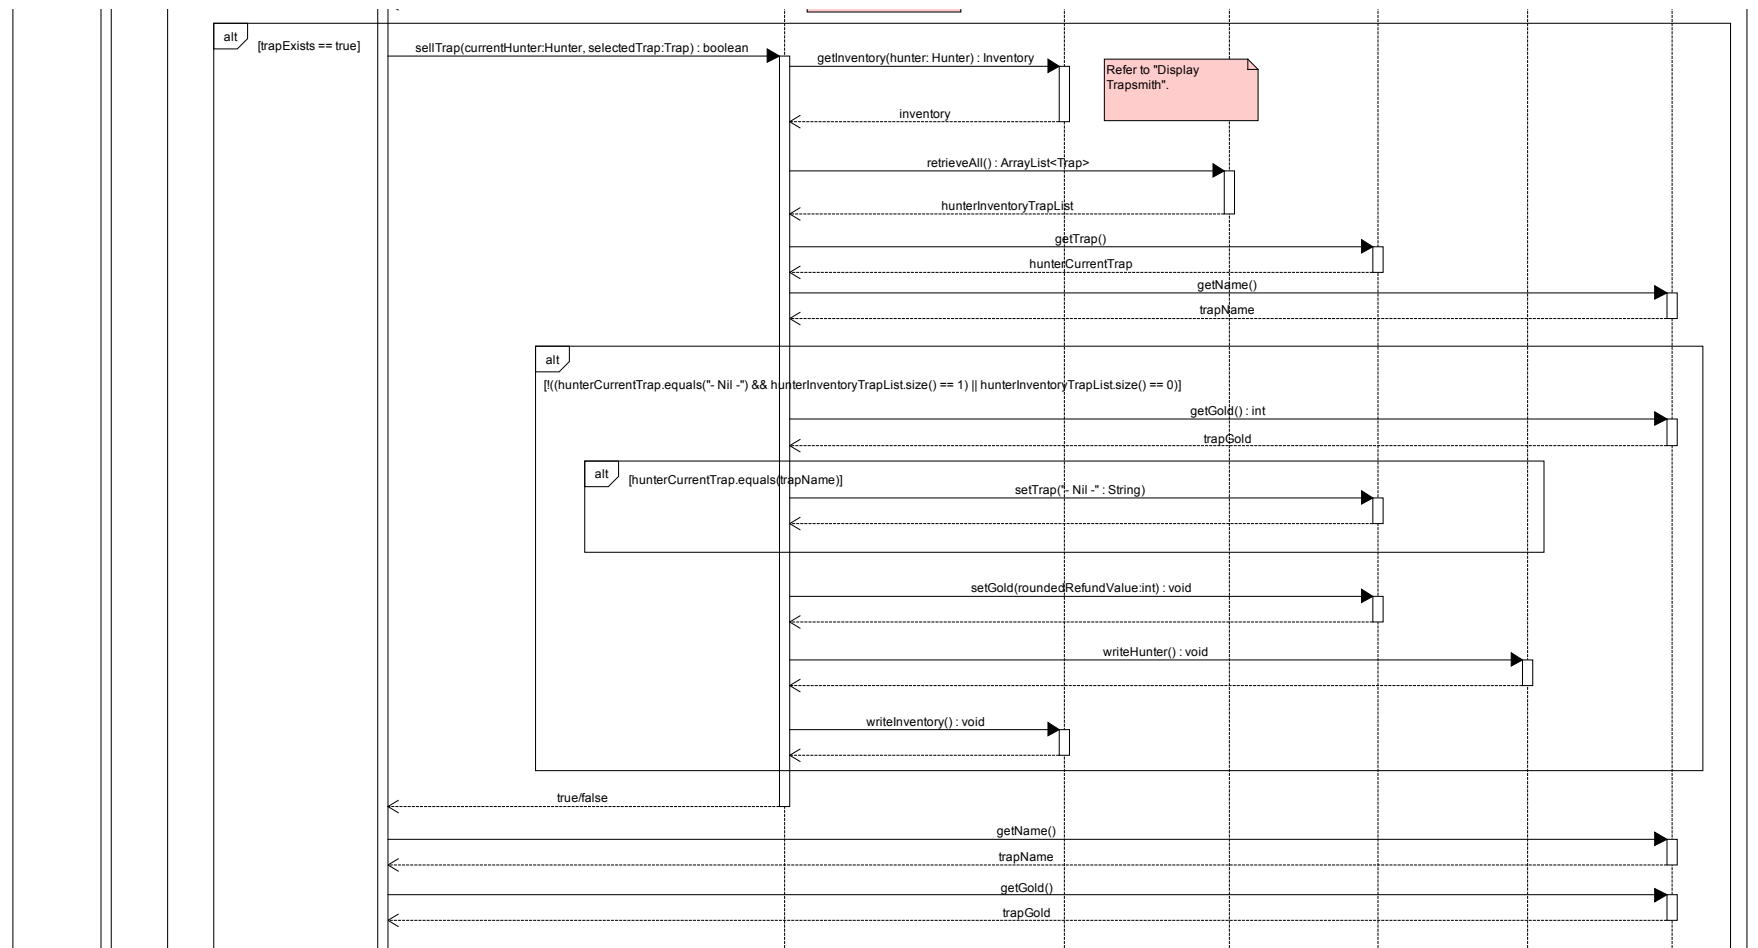 alt
[trapExists == true]
sellTrap(currentHunter:Hunter, selectedTrap:Trap) : boolean
getInventory(hunter: Hunter) : Inventory
Refer to "Display
Trapsmith".
inventory
retrieveAll() : ArrayList<Trap>
hunterInventoryTrapList
getTrap()
hunterCurrentTrap
getName()
trapName
alt
[!((hunterCurrentTrap.equals("- Nil -") && hunterInventoryTrapList.size() == 1) || hunterInventoryTrapList.size() == 0)]
getGold() : int
trapGold
alt
[hunterCurrentTrap.equals(trapName)]
setTrap("- Nil -" : String)
setGold(roundedRefundValue:int) : void
writeHunter() : void
writeInventory() : void
true/false
getName()
trapName
getGold()
trapGold